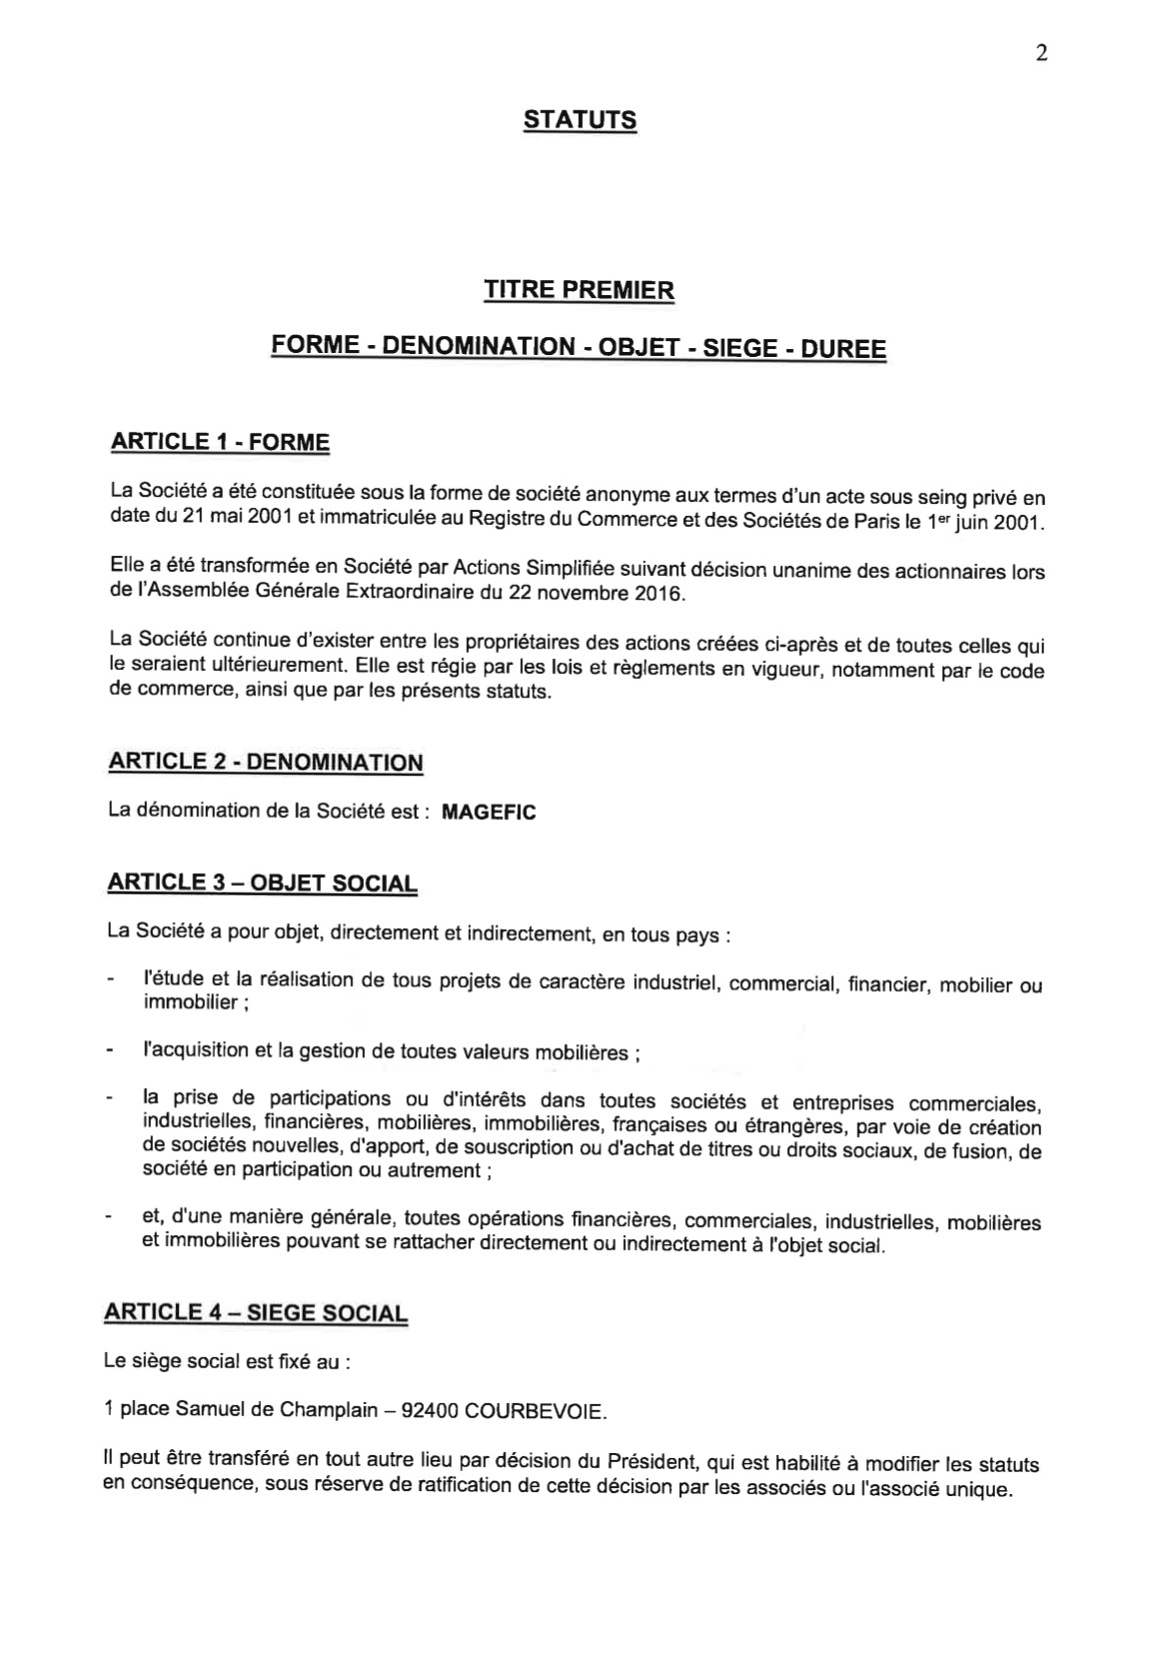 2
STATUTS
TITRE PREMIER
FORME - DENOMINATION - OBJET - SIEGE - DUREE
ARTICLE 1 - FORME
La Société a été constituée sous la forme de société anonyme aux termes d'un acte sous seing privé en
date du 21 mai 2001 et immatriculée au Registre du Commerce et des Sociétés de Paris le 1er juin 2001.
Elle a été transformée en Société par Actions Simplifiée suivant décision unanime des actionnaires lors
de l'Assemblée Générale Extraordinaire du 22 novembre 2016.
La Société continue d'exister entre les propriétaires des actions créées ci-après et de toutes celles qui
le seraient ultérieurement. Elle est régie par les lois et règlements en vigueur, notamment par le code
de commerce, ainsi que par les présents statuts.
ARTICLE 2 - DENOMINATION
La dénomination de la Société est : MAGEFIC
ARTICLE 3 – OBJET SOCIAL
La Société a pour objet, directement et indirectement, en tous pays :
- l'étude et la réalisation de tous projets de caractère industriel, commercial, financier, mobilier ou
immobilier ;
- l'acquisition et la gestion de toutes valeurs mobilières ;
- la prise de participations ou d'intérêts dans toutes sociétés et entreprises commerciales,
industrielles, financières, mobilières, immobilières, françaises ou étrangères, par voie de création
de sociétés nouvelles, d'apport, de souscription ou d'achat de titres ou droits sociaux, de fusion, de
société en participation ou autrement ;
- et, d'une manière générale, toutes opérations financières, commerciales, industrielles, mobilières
et immobilières pouvant se rattacher directement ou indirectement à l'objet social.
ARTICLE 4 – SIEGE SOCIAL
Le siège social est fixé au :
1 place Samuel de Champlain – 92400 COURBEVOIE.
Il peut être transféré en tout autre lieu par décision du Président, qui est habilité à modifier les statuts
en conséquence, sous réserve de ratification de cette décision par les associés ou l'associé unique.